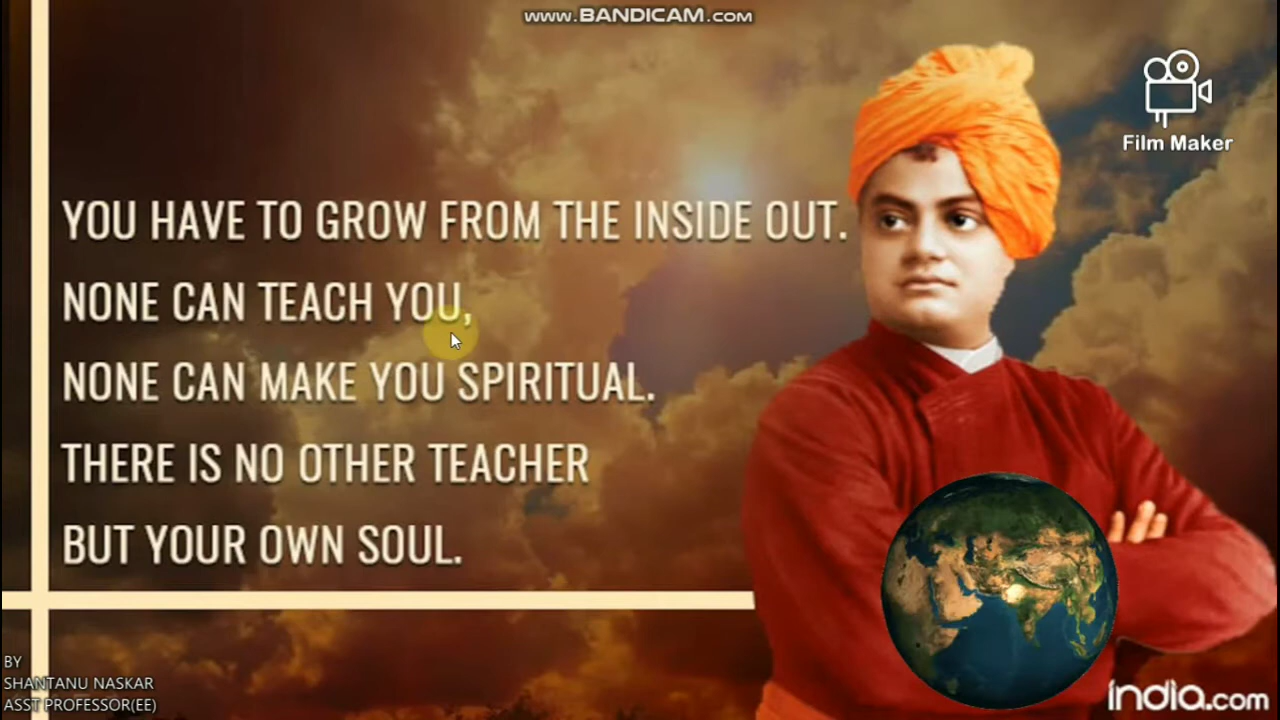 www.BANDICAM.com
Film Maker
YOU HAVE TO GROW FROM THE INSIDE OUT.
NONE CAN TEACH YOU,
NONE CAN MAKE YOU SPIRITUAL.
THERE IS NO OTHER TEACHER
BUT YOUR OWN SOUL.
BY
SHANTANU NASKAR
ASST PROFESSOR(EE)
india.com